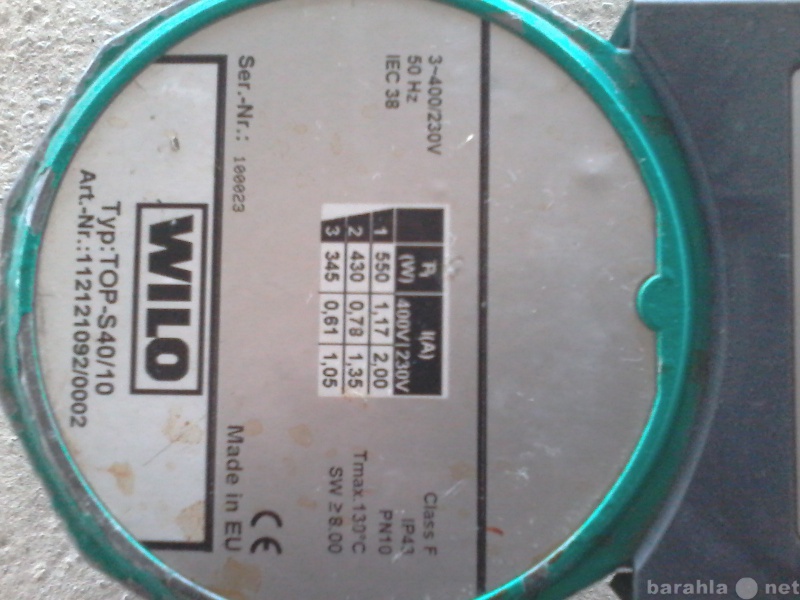 3~400/230V
50 Hz
IEC 38
Class F
IP43
PN10
Tmax.130°C
SW ≥8.00
P₁ (W) I(A)
400V 230V
1 550 1,17 2,00
2 430 0,78 1,35
3 345 0,61 1,05
Ser.-Nr.: 100023
Made in EU
CE
WILO
Typ:TOP-S40/10
Art.-Nr.:112121092/0002
barahla net